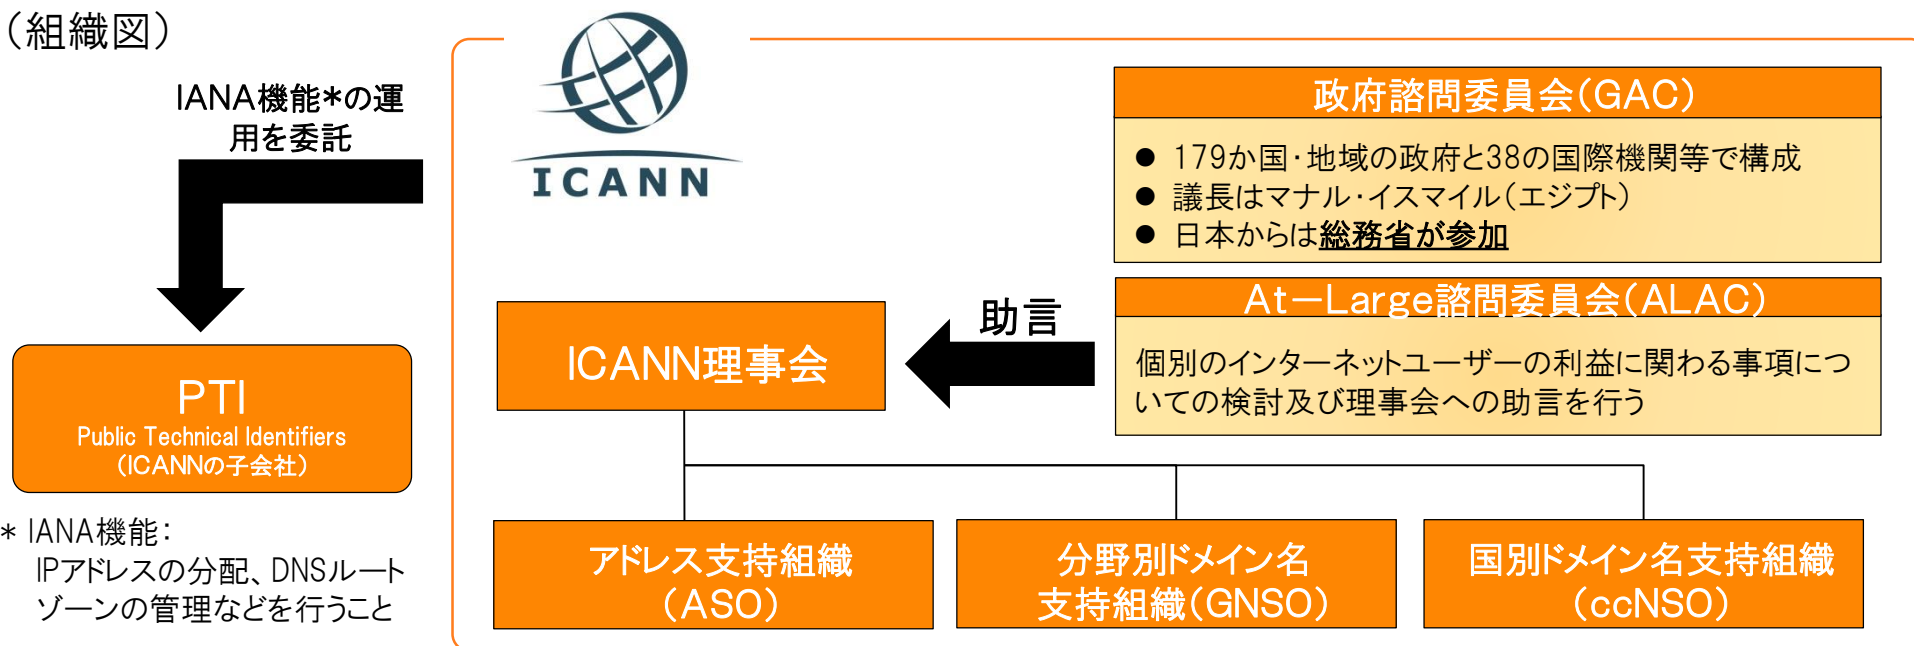 （組織図）
IANA機能*の運
用を委託
ICANN
政府諮問委員会（GAC）
● 179か国・地域の政府と38の国際機関等で構成
● 議長はマナル・イスマイル（エジプト）
● 日本からは総務省が参加
At－Large諮問委員会（ALAC）
個別のインターネットユーザーの利益に関わる事項につ
いての検討及び理事会への助言を行う
助言
ICANN理事会
PTI
Public Technical Identifiers
（ICANNの子会社）
* IANA機能：
IPアドレスの分配、DNSルート
ゾーンの管理などを行うこと
アドレス支持組織
（ASO）
分野別ドメイン名
支持組織（GNSO）
国別ドメイン名支持組織
（ccNSO）